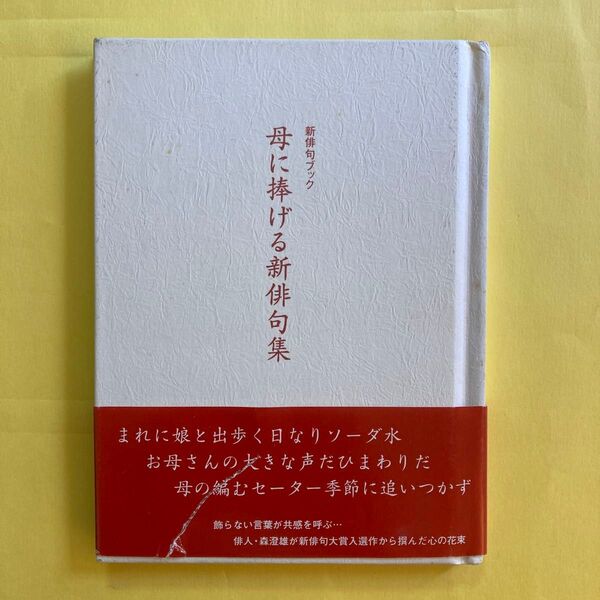 新俳句ブック
母に捧げる新俳句集
まれに娘と出歩く日なりソーダ水
お母さんの大きな声だひまわりだ
母の編むセーター季節に追いつかず
飾らない言葉が共感を呼ぶ…
俳人・森澄雄が新俳句大賞入選作から撰んだ心の花束